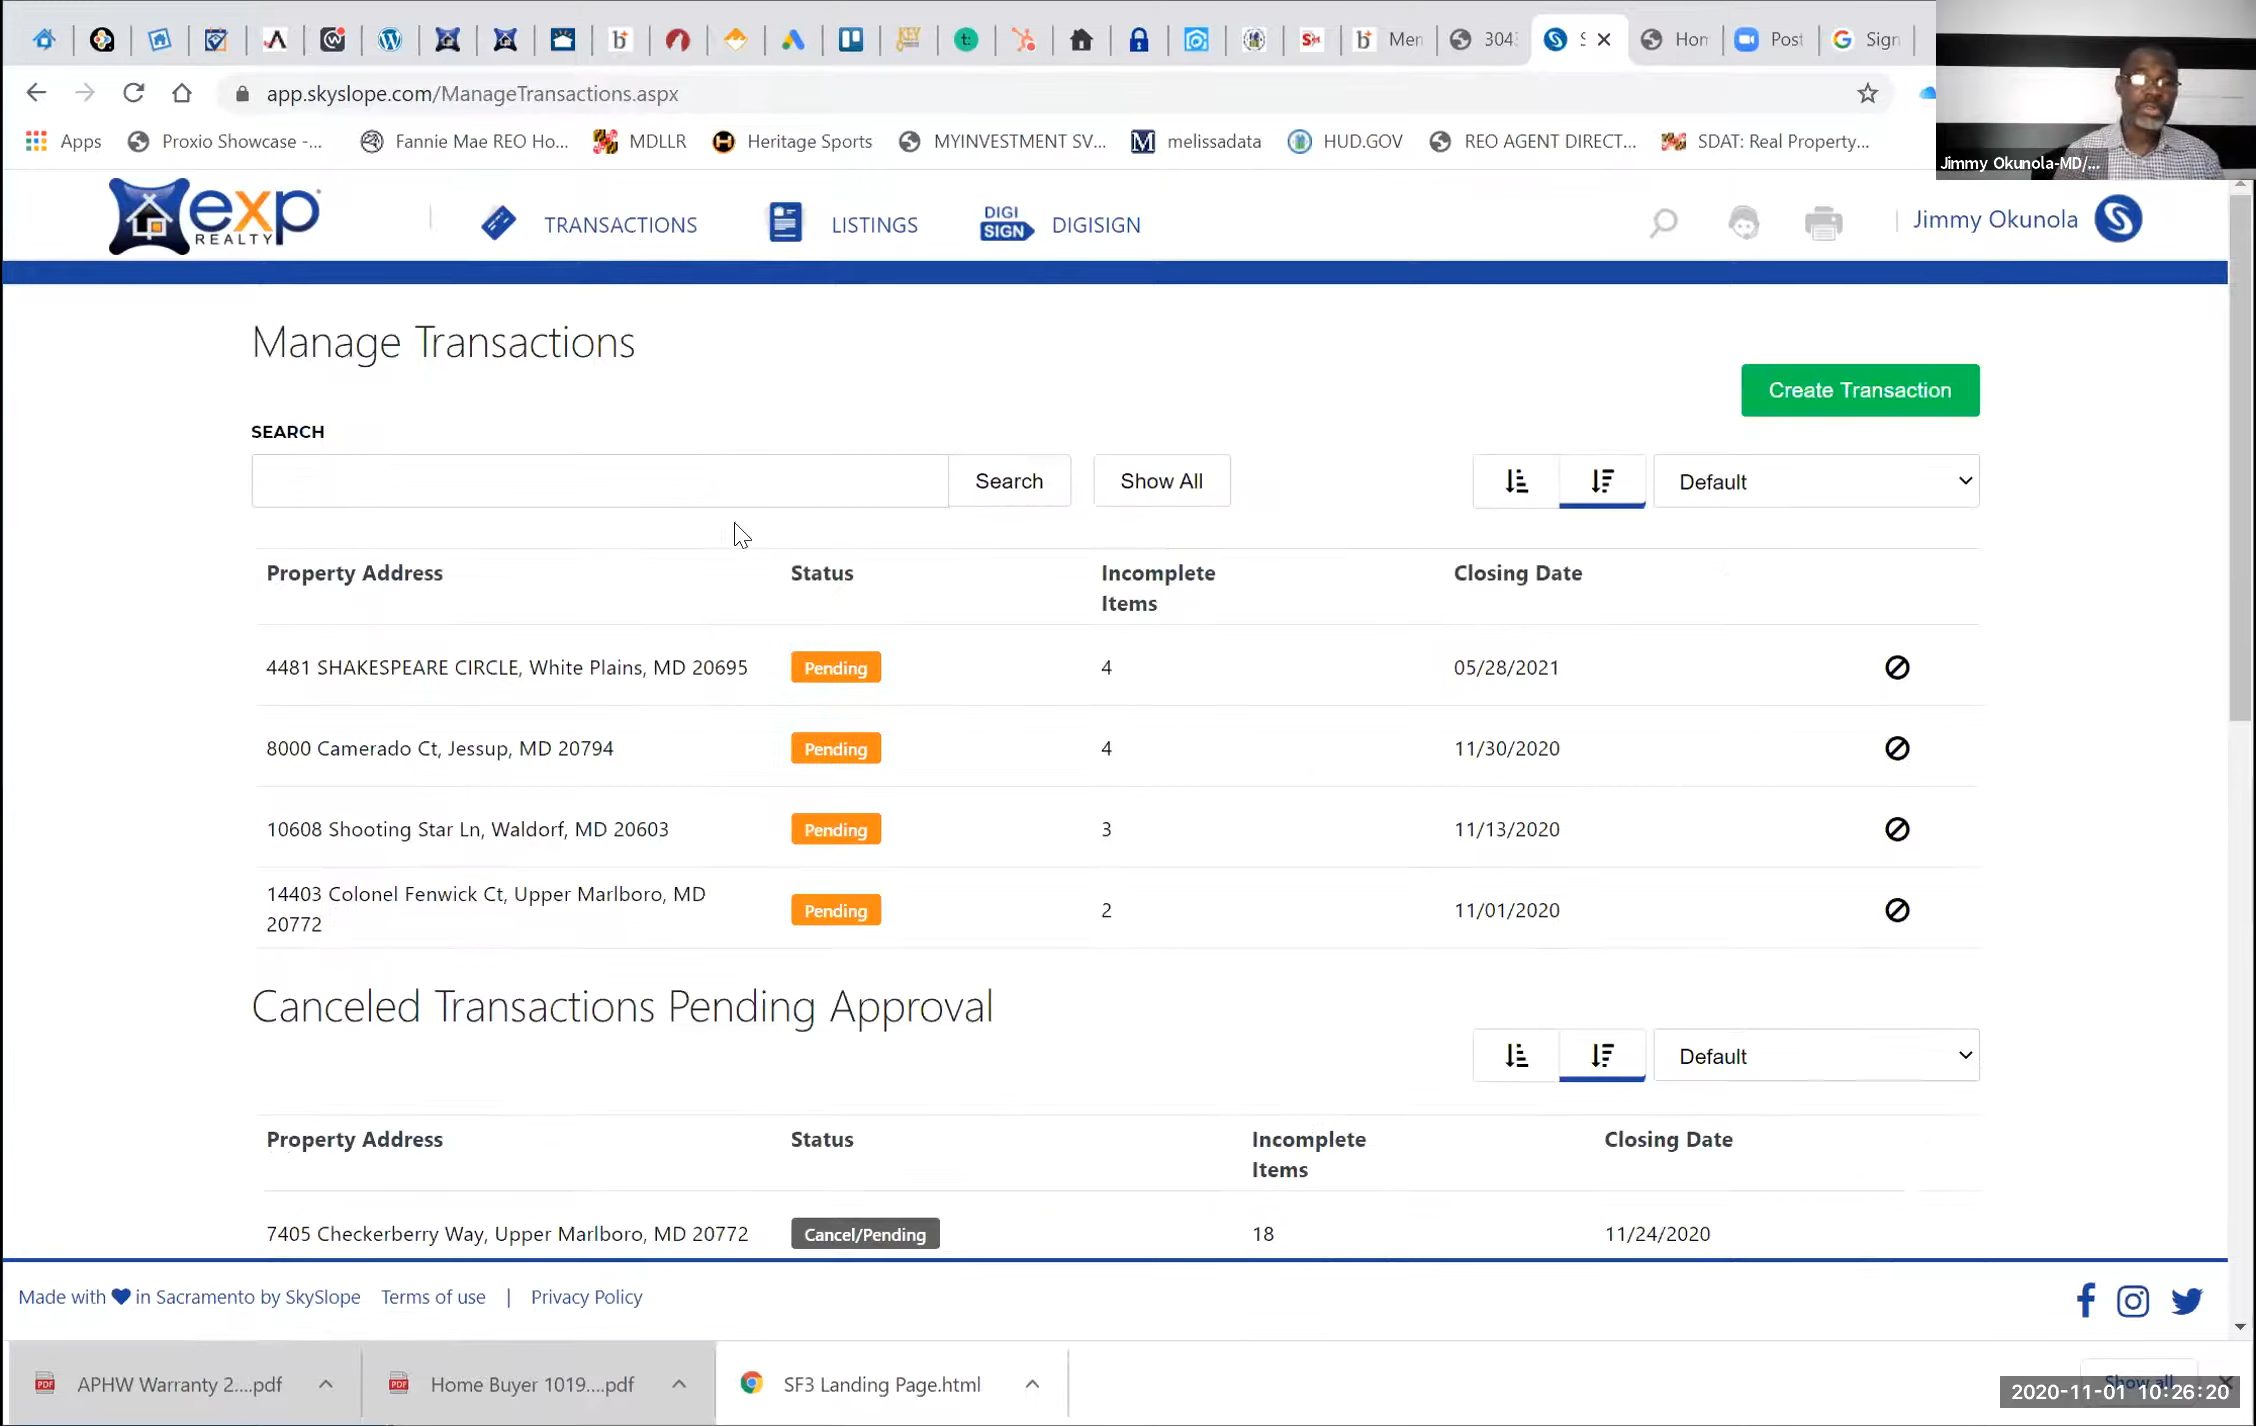 Men
304
S
Hon
Post
Sign
app.skyslope.com/ManageTransactions.aspx
Apps
Proxio Showcase -...
Fannie Mae REO Ho...
MDLLR
Heritage Sports
MYINVESTMENT SV...
melissadata
HUD.GOV
REO AGENT DIRECT...
SDAT: Real Property...
Jimmy Okunola-MD/...
exp
REALTY
TRANSACTIONS
LISTINGS
DIGI
SIGN
DIGISIGN
Jimmy Okunola
Manage Transactions
Create Transaction
SEARCH
Search
Show All
Default
Property Address Status Incomplete Items Closing Date
4481 SHAKESPEARE CIRCLE, White Plains, MD 20695 Pending 4 05/28/2021
8000 Camerado Ct, Jessup, MD 20794 Pending 4 11/30/2020
10608 Shooting Star Ln, Waldorf, MD 20603 Pending 3 11/13/2020
14403 Colonel Fenwick Ct, Upper Marlboro, MD
20772 Pending 2 11/01/2020
Canceled Transactions Pending Approval
Default
Property Address Status Incomplete Items Closing Date
7405 Checkerberry Way, Upper Marlboro, MD 20772 Cancel/Pending 18 11/24/2020
Made with in Sacramento by SkySlope Terms of use | Privacy Policy
APHW Warranty 2....pdf
Home Buyer 1019....pdf
SF3 Landing Page.html
Show all
2020-11-01 10:26:20